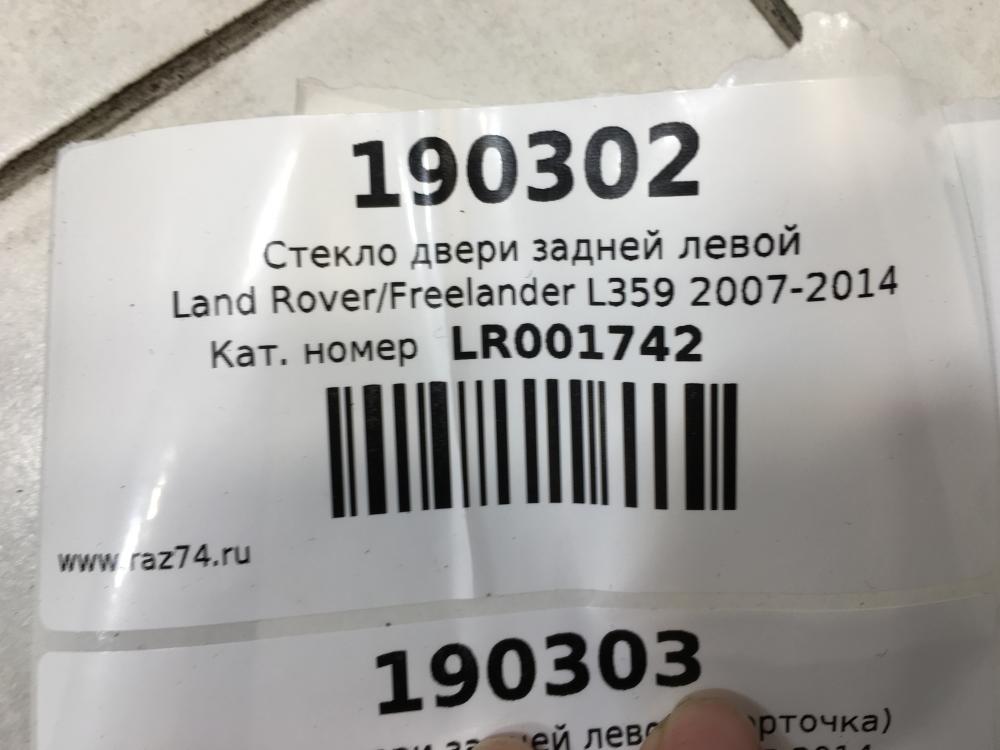 190302
Стекло двери задней левой
Land Rover/Freelander L359 2007-2014
Кат. номер LR001742
www.raz74.ru
190303